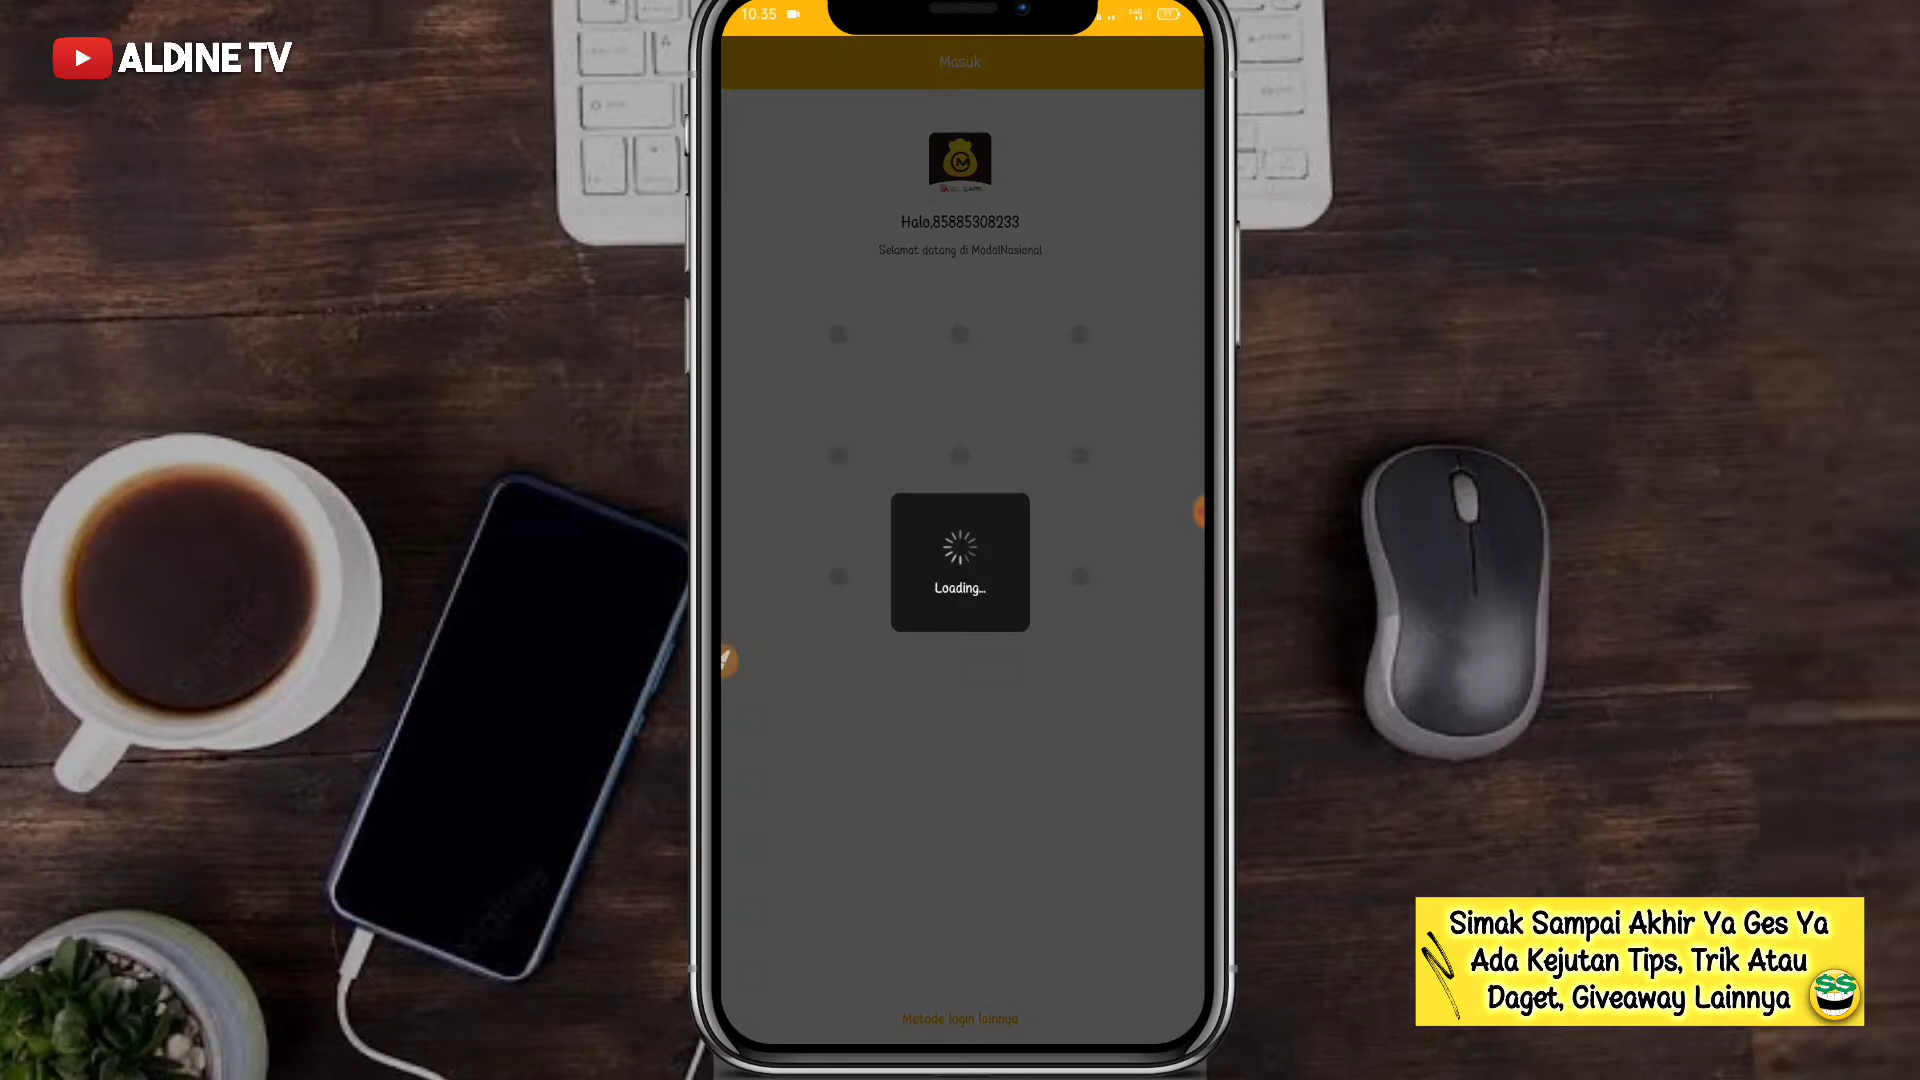 ALDINE TV
10.35
Masuk
Halo,85885308233
Selamat datang di ModalNasional
Loading...
Metode login lainnya
Simak Sampai Akhir Ya Ges Ya
Ada Kejutan Tips, Trik Atau
Daget, Giveaway Lainnya